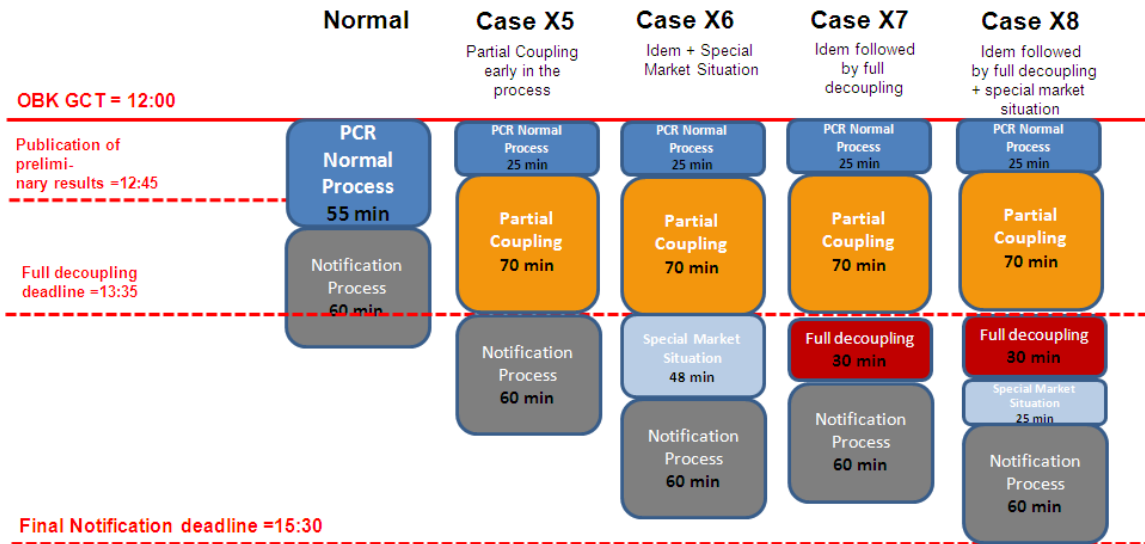 Normal
Case X5
Case X6
Case X7
Case X8
Partial Coupling
early in the
process
Idem + Special
Market Situation
Idem followed
by full
decoupling
Idem followed
by full decoupling
+ special market
situation
OBK GCT = 12:00
Publication of
prelimi-
nary results =12:45
Full decoupling
deadline =13:35
Final Notification deadline =15:30
PCR
Normal
Process
55 min
Notification
Process
60 min
PCR Normal
Process
25 min
Partial
Coupling
70 min
Notification
Process
60 min
PCR Normal
Process
25 min
Partial
Coupling
70 min
Special Market
Situation
48 min
Notification
Process
60 min
PCR Normal
Process
25 min
Partial
Coupling
70 min
Full decoupling
30 min
Notification
Process
60 min
PCR Normal
Process
25 min
Partial
Coupling
70 min
Full decoupling
30 min
Special Market
Situation
25 min
Notification
Process
60 min